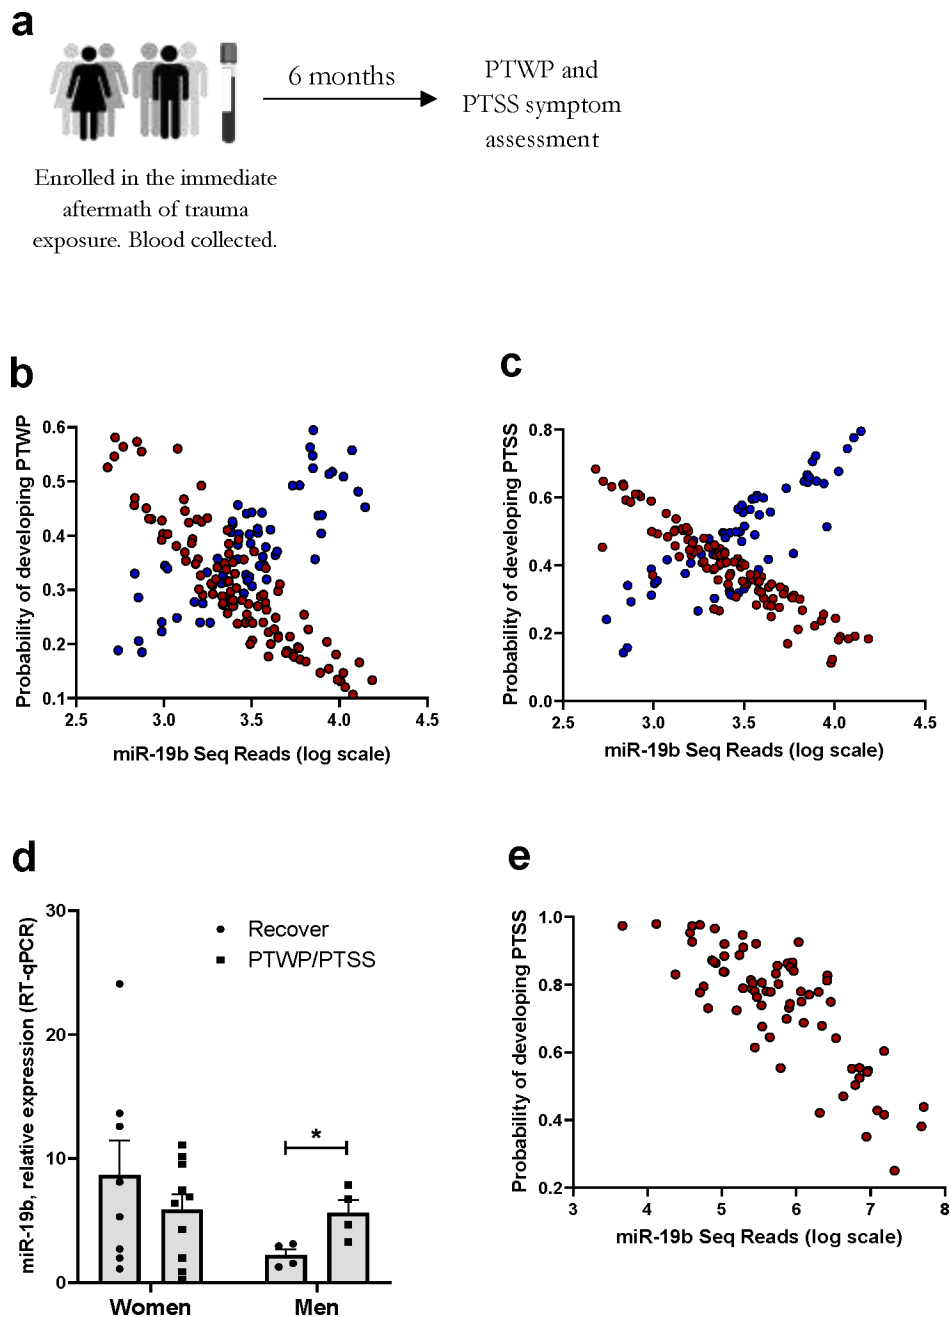 a
6 months
PTWP and
PTSS symptom
assessment
Enrolled in the immediate
aftermath of trauma
exposure. Blood collected.
b
Probability of developing PTWP
0.6
0.5
0.4
0.3
0.2
0.1
2.5 3.0 3.5 4.0 4.5
miR-19b Seq Reads (log scale)
c
Probability of developing PTSS
0.8
0.6
0.4
0.2
0.0
2.5 3.0 3.5 4.0 4.5
miR-19b Seq Reads (log scale)
d
miR-19b, relative expression (RT-qPCR)
30
20
10
0
Recover
PTWP/PTSS
*
Women Men
e
Probability of developing PTSS
1.0
0.8
0.6
0.4
0.2
3 4 5 6 7 8
miR-19b Seq Reads (log scale)